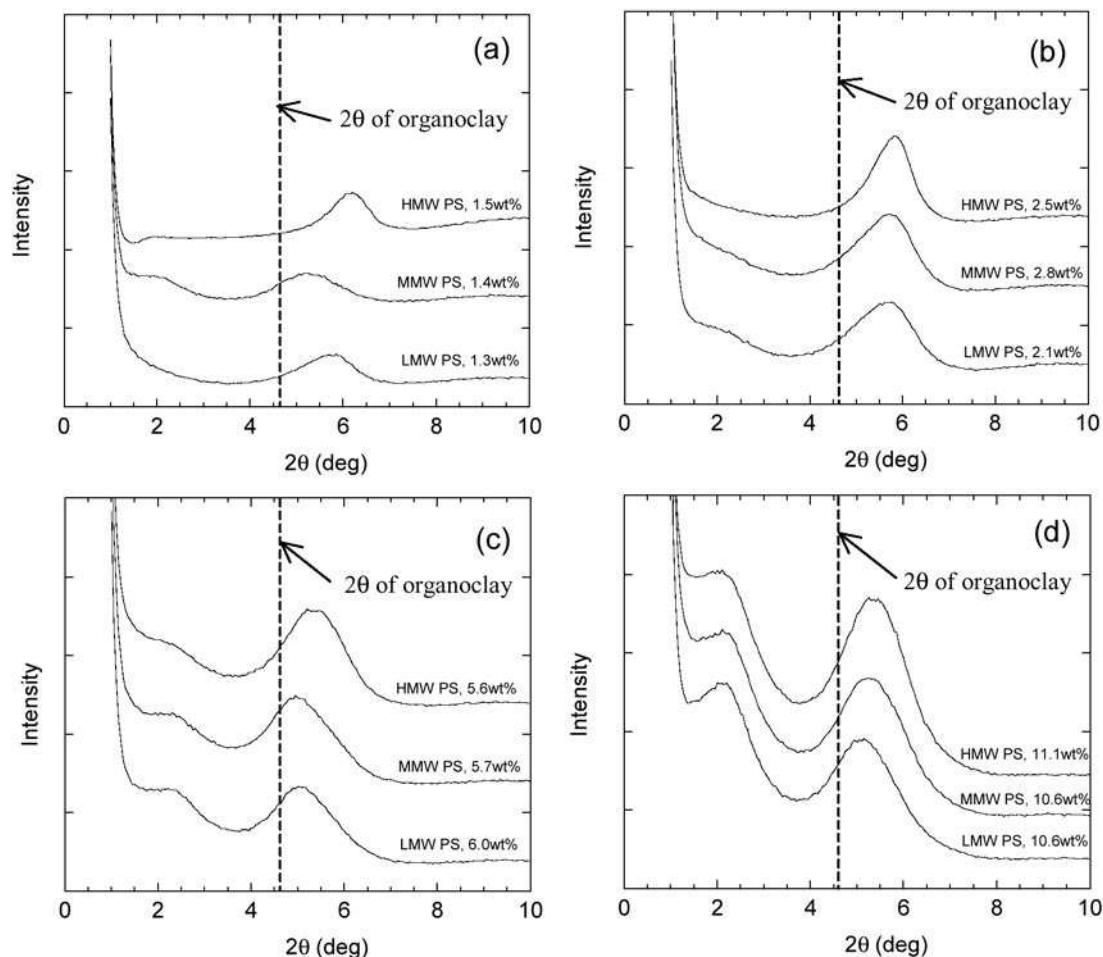 (a)
2θ of organoclay
HMW PS, 1.5wt%
MMW PS, 1.4wt%
LMW PS, 1.3wt%
Intensity
0 2 4 6 8 10
2θ (deg)
(b)
2θ of organoclay
HMW PS, 2.5wt%
MMW PS, 2.8wt%
LMW PS, 2.1wt%
Intensity
0 2 4 6 8 10
2θ (deg)
(c)
2θ of organoclay
HMW PS, 5.6wt%
MMW PS, 5.7wt%
LMW PS, 6.0wt%
Intensity
0 2 4 6 8 10
2θ (deg)
(d)
2θ of organoclay
HMW PS, 11.1wt%
MMW PS, 10.6wt%
LMW PS, 10.6wt%
Intensity
0 2 4 6 8 10
2θ (deg)